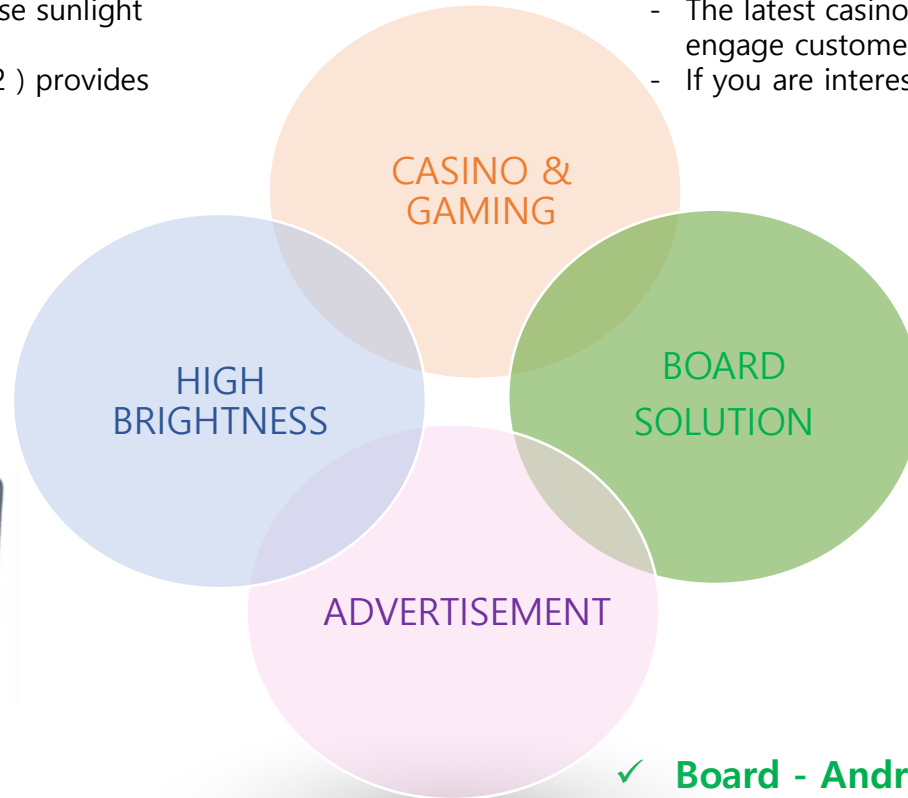 se sunlight
2 ) provides
- The latest casino
engage custome
- If you are interes
CASINO &
GAMING
HIGH
BRIGHTNESS
BOARD
SOLUTION
ADVERTISEMENT
✓ Board - Andr